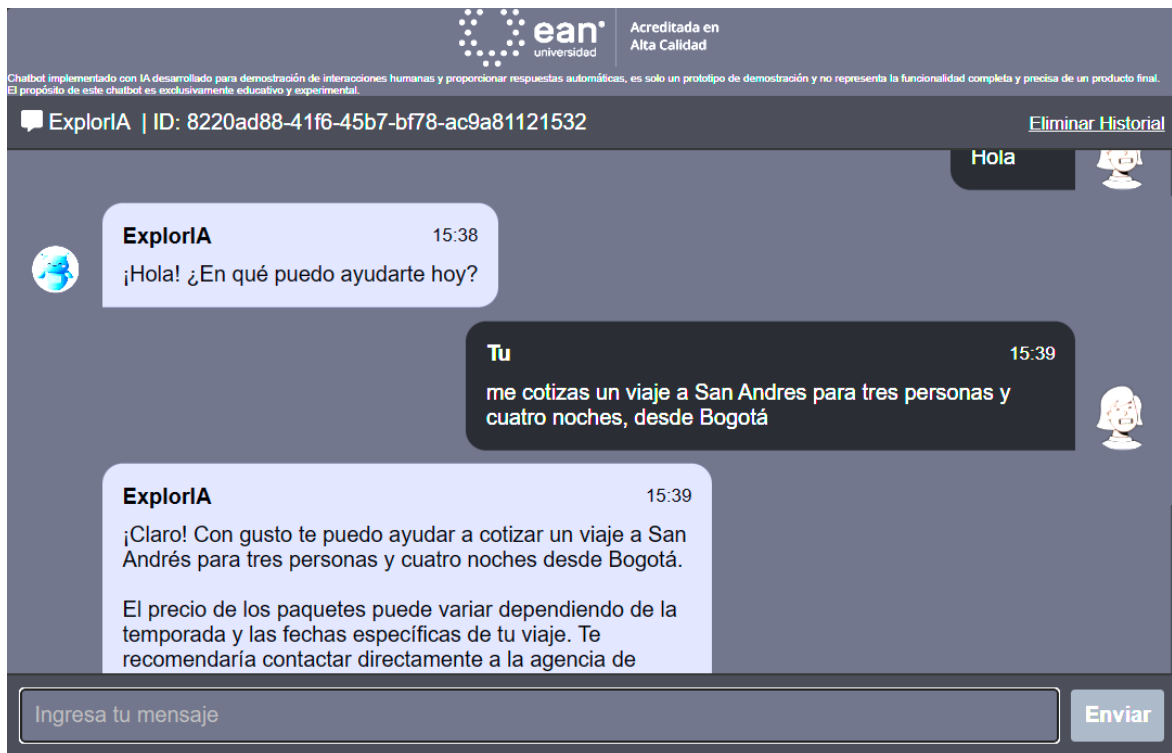 ean
universidad
Acreditada en
Alta Calidad
Chatbot implementado con IA desarrollado para demostración de interacciones humanas y proporcionar respuestas automáticas, es solo un prototipo de demostración y no representa la funcionalidad completa y precisa de un producto final.
El propósito de este chatbot es exclusivamente educativo y experimental.
ExplorIA | ID: 8220ad88-41f6-45b7-bf78-ac9a81121532
Eliminar Historial
Hola
ExplorIA 15:38
¡Hola! ¿En qué puedo ayudarte hoy?
Tu 15:39
me cotizas un viaje a San Andres para tres personas y
cuatro noches, desde Bogotá
ExplorIA 15:39
¡Claro! Con gusto te puedo ayudar a cotizar un viaje a San
Andrés para tres personas y cuatro noches desde Bogotá.
El precio de los paquetes puede variar dependiendo de la
temporada y las fechas específicas de tu viaje. Te
recomendaría contactar directamente a la agencia de
Ingresa tu mensaje
Enviar